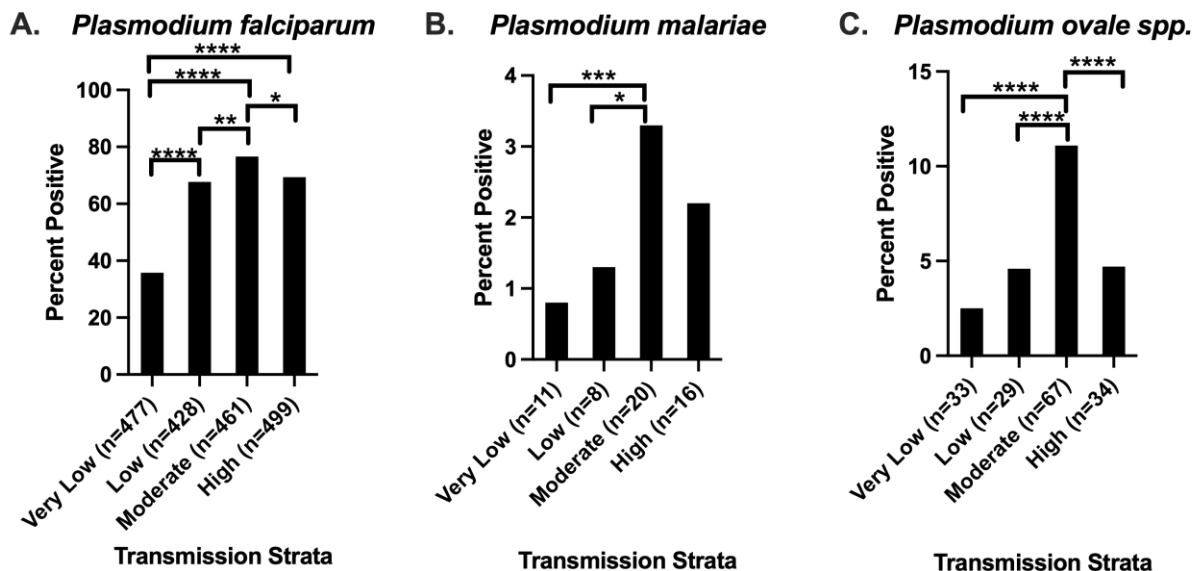 A. Plasmodium falciparum
****
****
*
**
****
100
80
60
40
20
0
Percent Positive
Very Low (n=477)
Low (n=428)
Moderate (n=461)
High (n=499)
Transmission Strata
B. Plasmodium malariae
***
*
4
3
2
1
0
Percent Positive
Very Low (n=11)
Low (n=8)
Moderate (n=20)
High (n=16)
Transmission Strata
C. Plasmodium ovale spp.
****
****
****
15
10
5
0
Percent Positive
Very Low (n=33)
Low (n=29)
Moderate (n=67)
High (n=34)
Transmission Strata